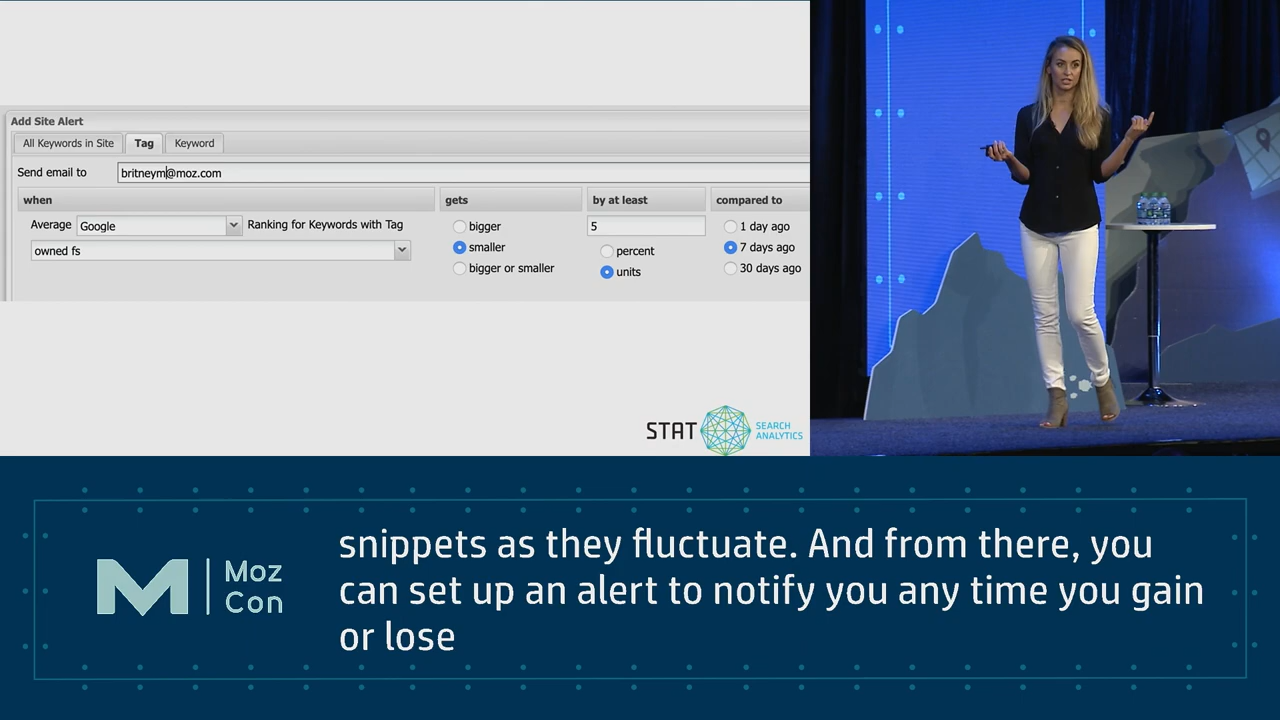 Add Site Alert
All Keywords in Site Tag Keyword
Send email to britneym@moz.com
when gets by at least compared to
Average Google Ranking for Keywords with Tag bigger 5 1 day ago
owned fs smaller percent 7 days ago
bigger or smaller units 30 days ago
STAT SEARCH
ANALYTICS
Moz
Con
snippets as they fluctuate. And from there, you
can set up an alert to notify you any time you gain
or lose